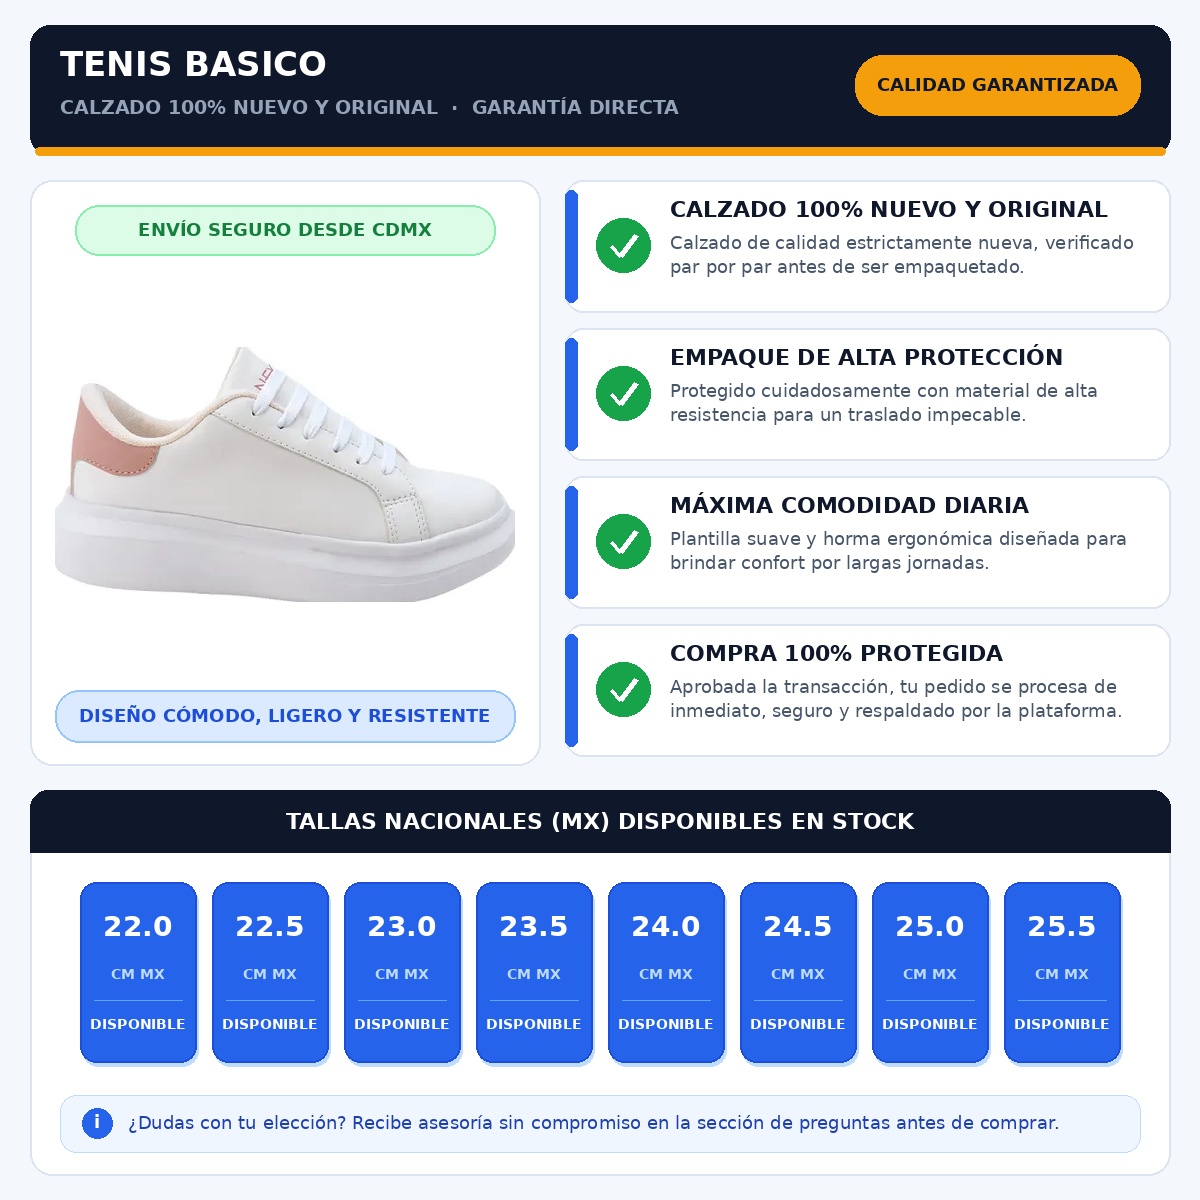 TENIS BASICO
CALZADO 100% NUEVO Y ORIGINAL · GARANTÍA DIRECTA
CALIDAD GARANTIZADA
ENVÍO SEGURO DESDE CDMX
DISEÑO CÓMODO, LIGERO Y RESISTENTE
CALZADO 100% NUEVO Y ORIGINAL
Calzado de calidad estrictamente nueva, verificado
par por par antes de ser empaquetado.
EMPAQUE DE ALTA PROTECCIÓN
Protegido cuidadosamente con material de alta
resistencia para un traslado impecable.
MÁXIMA COMODIDAD DIARIA
Plantilla suave y horma ergonómica diseñada para
brindar confort por largas jornadas.
COMPRA 100% PROTEGIDA
Aprobada la transacción, tu pedido se procesa de
inmediato, seguro y respaldado por la plataforma.
TALLAS NACIONALES (MX) DISPONIBLES EN STOCK
22.0 22.5 23.0 23.5 24.0 24.5 25.0 25.5
CM MX CM MX CM MX CM MX CM MX CM MX CM MX CM MX
DISPONIBLE DISPONIBLE DISPONIBLE DISPONIBLE DISPONIBLE DISPONIBLE DISPONIBLE DISPONIBLE
i ¿Dudas con tu elección? Recibe asesoría sin compromiso en la sección de preguntas antes de comprar.